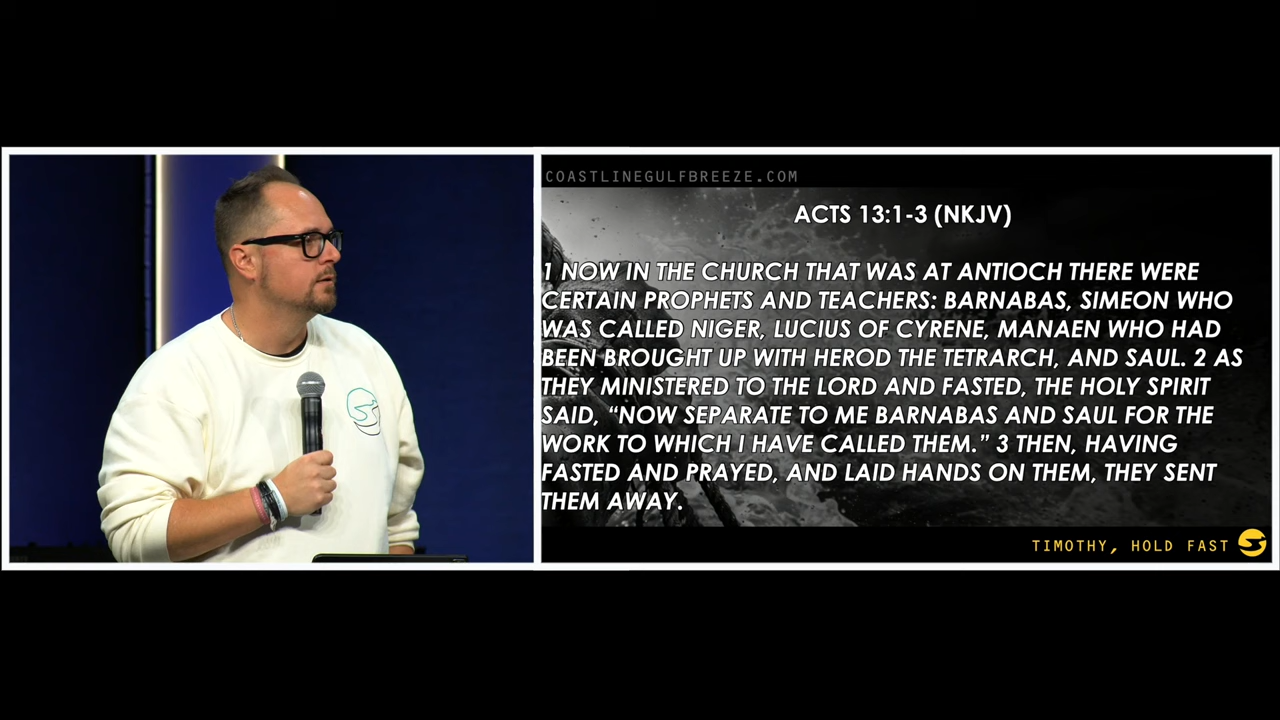 COASTLINEGULFBREEZE.COM
ACTS 13:1-3 (NKJV)
1 NOW IN THE CHURCH THAT WAS AT ANTIOCH THERE WERE
CERTAIN PROPHETS AND TEACHERS: BARNABAS, SIMEON WHO
WAS CALLED NIGER, LUCIUS OF CYRENE, MANAEN WHO HAD
BEEN BROUGHT UP WITH HEROD THE TETRARCH, AND SAUL. 2 AS
THEY MINISTERED TO THE LORD AND FASTED, THE HOLY SPIRIT
SAID, “NOW SEPARATE TO ME BARNABAS AND SAUL FOR THE
WORK TO WHICH I HAVE CALLED THEM.” 3 THEN, HAVING
FASTED AND PRAYED, AND LAID HANDS ON THEM, THEY SENT
THEM AWAY.
TIMOTHY, HOLD FAST